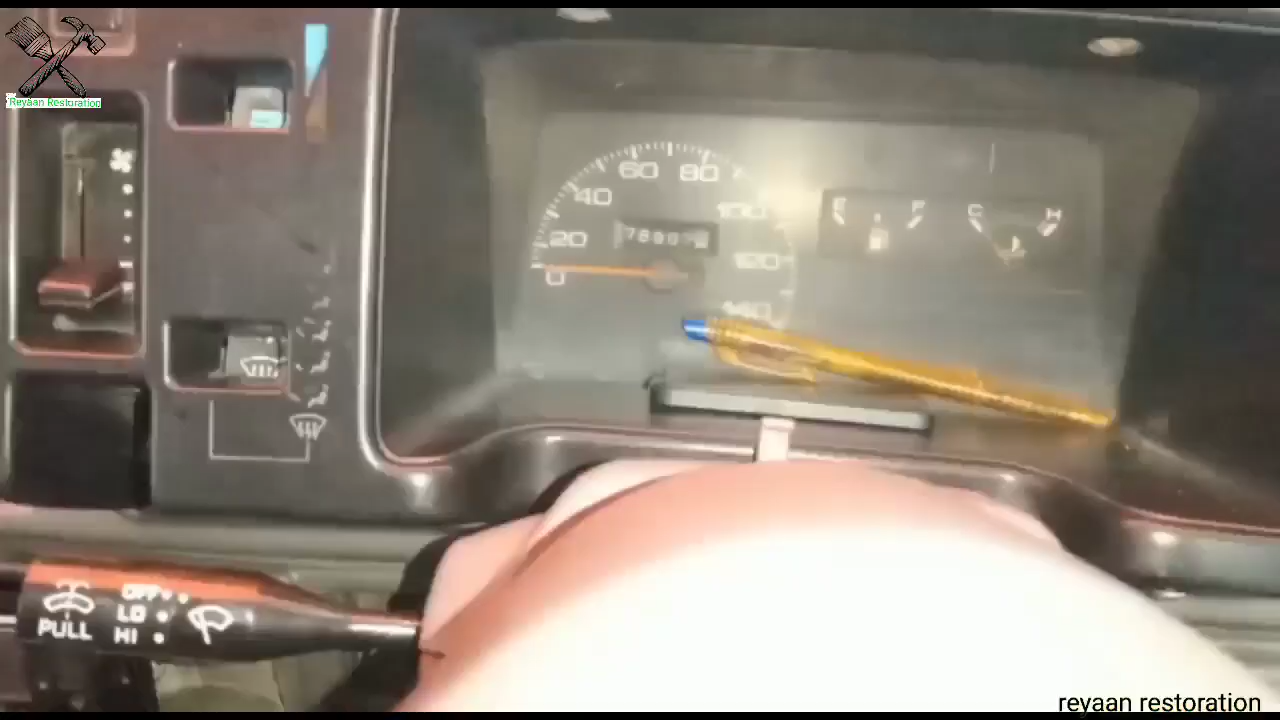 Reyaan Restoration
60
80
40
100
20
120
0
140
E
F
C
H
OFF
LO
HI
PULL
reyaan restoration